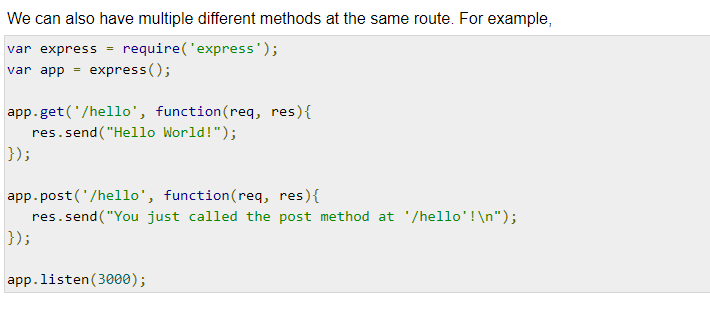 We can also have multiple different methods at the same route. For example,
var express = require('express');
var app = express();
app.get('/hello', function(req, res){
res.send("Hello World!");
});
app.post('/hello', function(req, res){
res.send("You just called the post method at '/hello'!\n");
});
app.listen(3000);